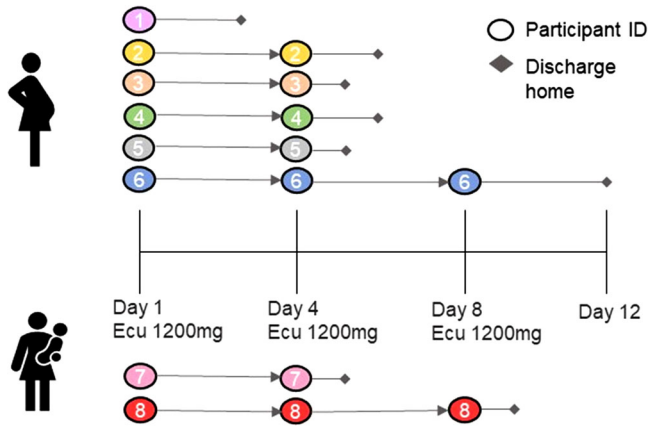 1
Participant ID
2 2
Discharge
home
3 3
4 4
5 5
6 6 6
Day 1 Day 4 Day 8 Day 12
Ecu 1200mg Ecu 1200mg Ecu 1200mg
7 7
8 8 8